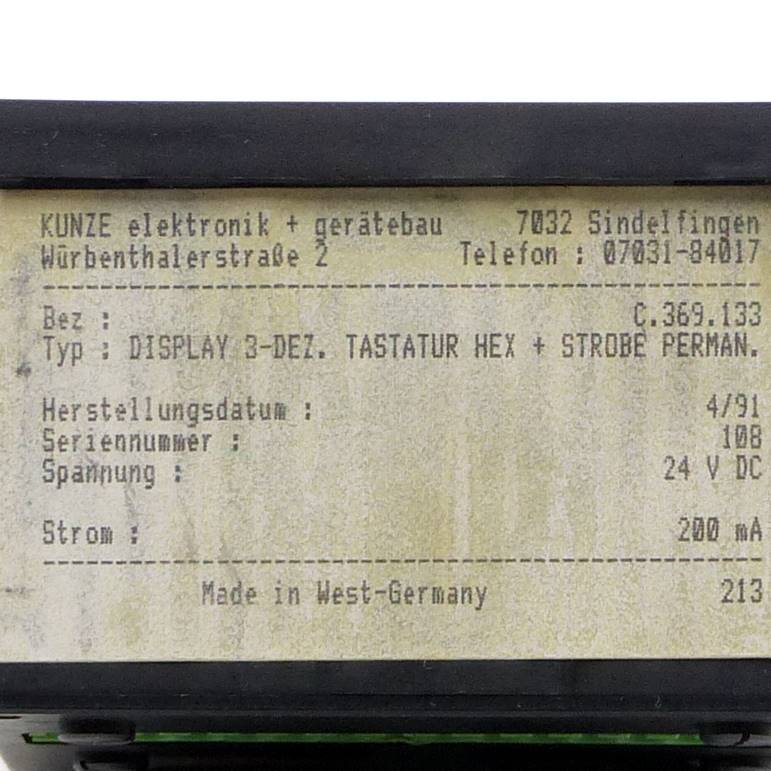 KUNZE elektronik + gerätebau 7032 Sindelfingen
Würbenthalerstraße 2 Telefon : 07031-84017
Bez : C.369.133
Typ : DISPLAY 3-DEZ. TASTATUR HEX + STROBE PERMAN.
Herstellungsdatum : 4/91
Seriennummer : 108
Spannung : 24 V DC
Strom : 200 mA
Made in West-Germany 213